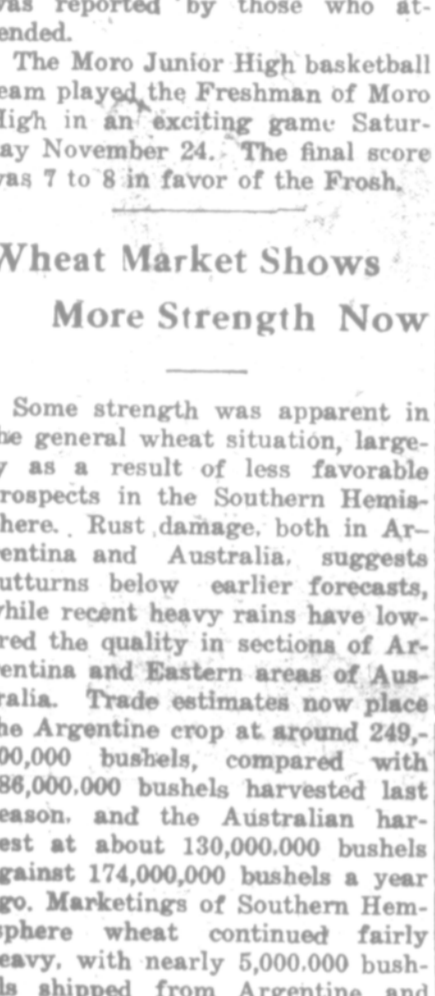 was reported by those who at-
ended.
The Moro Junior High basketball
eam played the Freshman of Moro
High in an exciting game Satur-
ay November 24. The final score
was 7 to 8 in favor of the Frosh.
Wheat Market Shows
More Strength Now
Some strength was apparent in
he general wheat situation, large-
y as a result of less favorable
rospects in the Southern Hemis-
here. Rust damage, both in Ar-
entina and Australia, suggests
utturns below earlier forecasts,
while recent heavy rains have low-
red the quality in sections of Ar-
entina and Eastern areas of Aus-
ralia. Trade estimates now place
he Argentine crop at around 249,-
00,000 bushels, compared with
86,000.000 bushels harvested last
eason, and the Australian har-
est at about 130,000.000 bushels
gainst 174,000,000 bushels a year
go. Marketings of Southern Hem-
sphere wheat continued fairly
eavy, with nearly 5,000.000 bush-
ls shipped from Argentine and